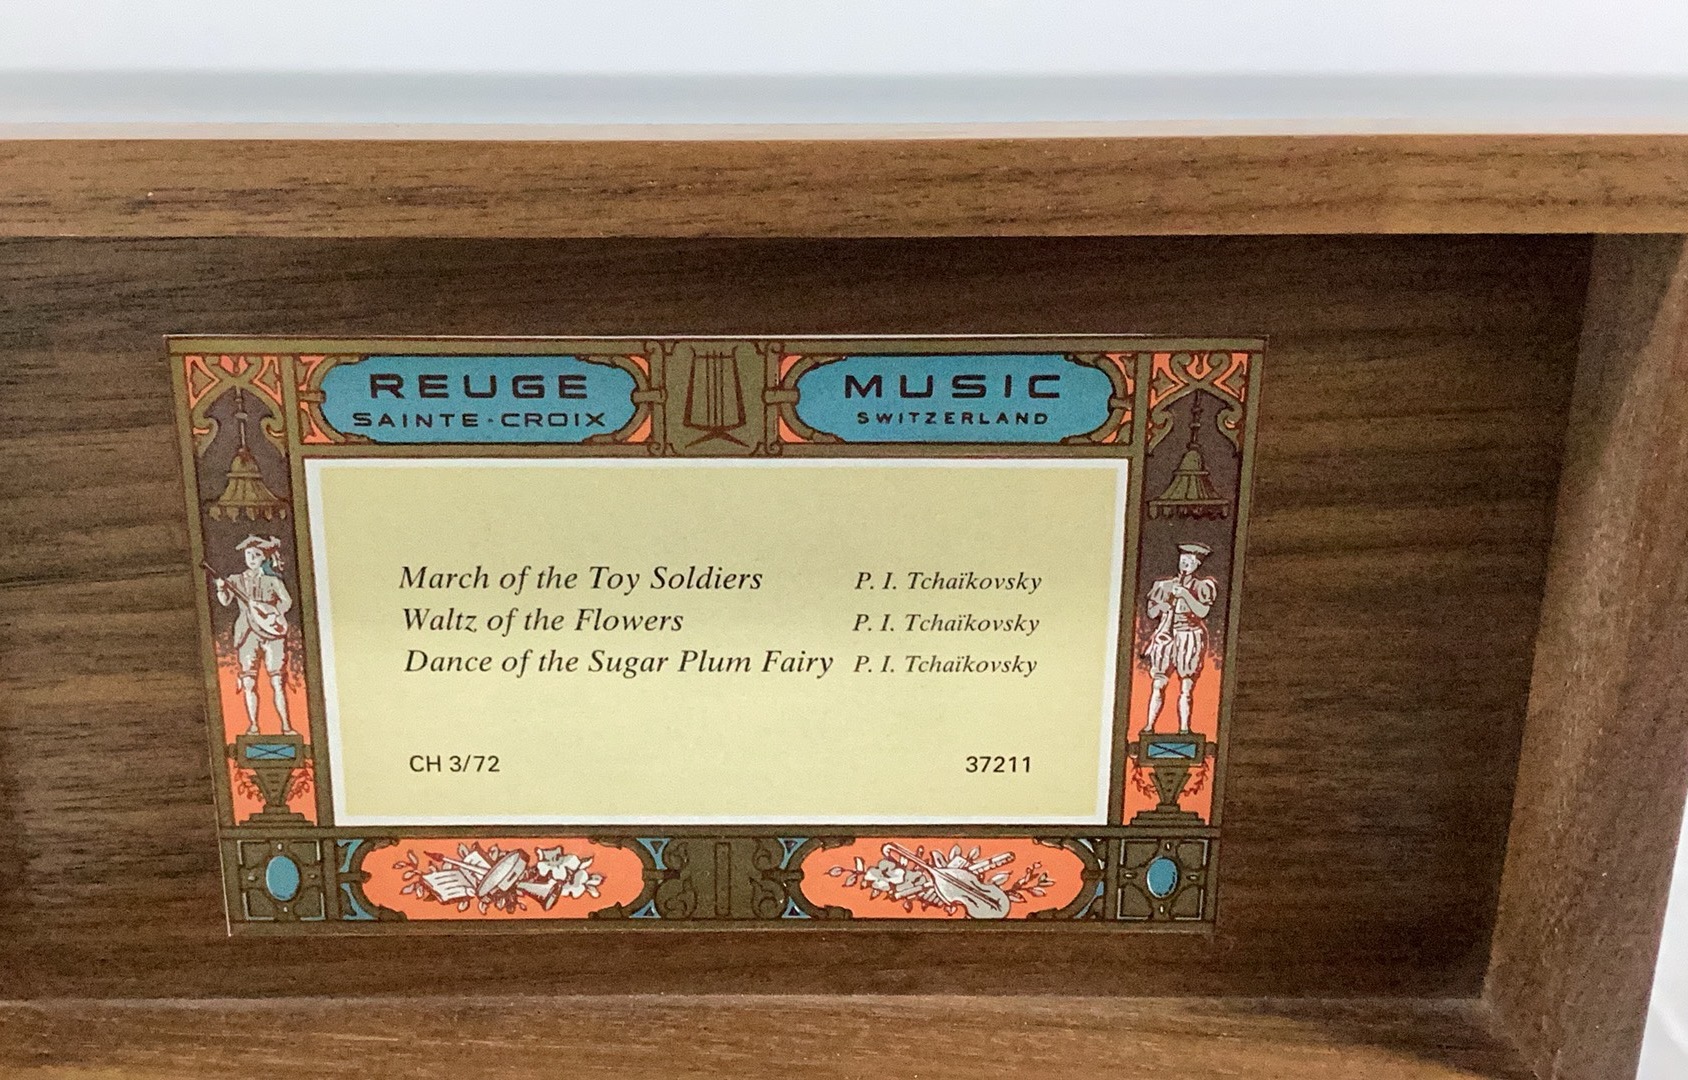 REUGE MUSIC
SAINTE-CROIX SWITZERLAND
March of the Toy Soldiers P. I. Tchaïkovsky
Waltz of the Flowers P. I. Tchaïkovsky
Dance of the Sugar Plum Fairy P. I. Tchaïkovsky
CH 3/72 37211